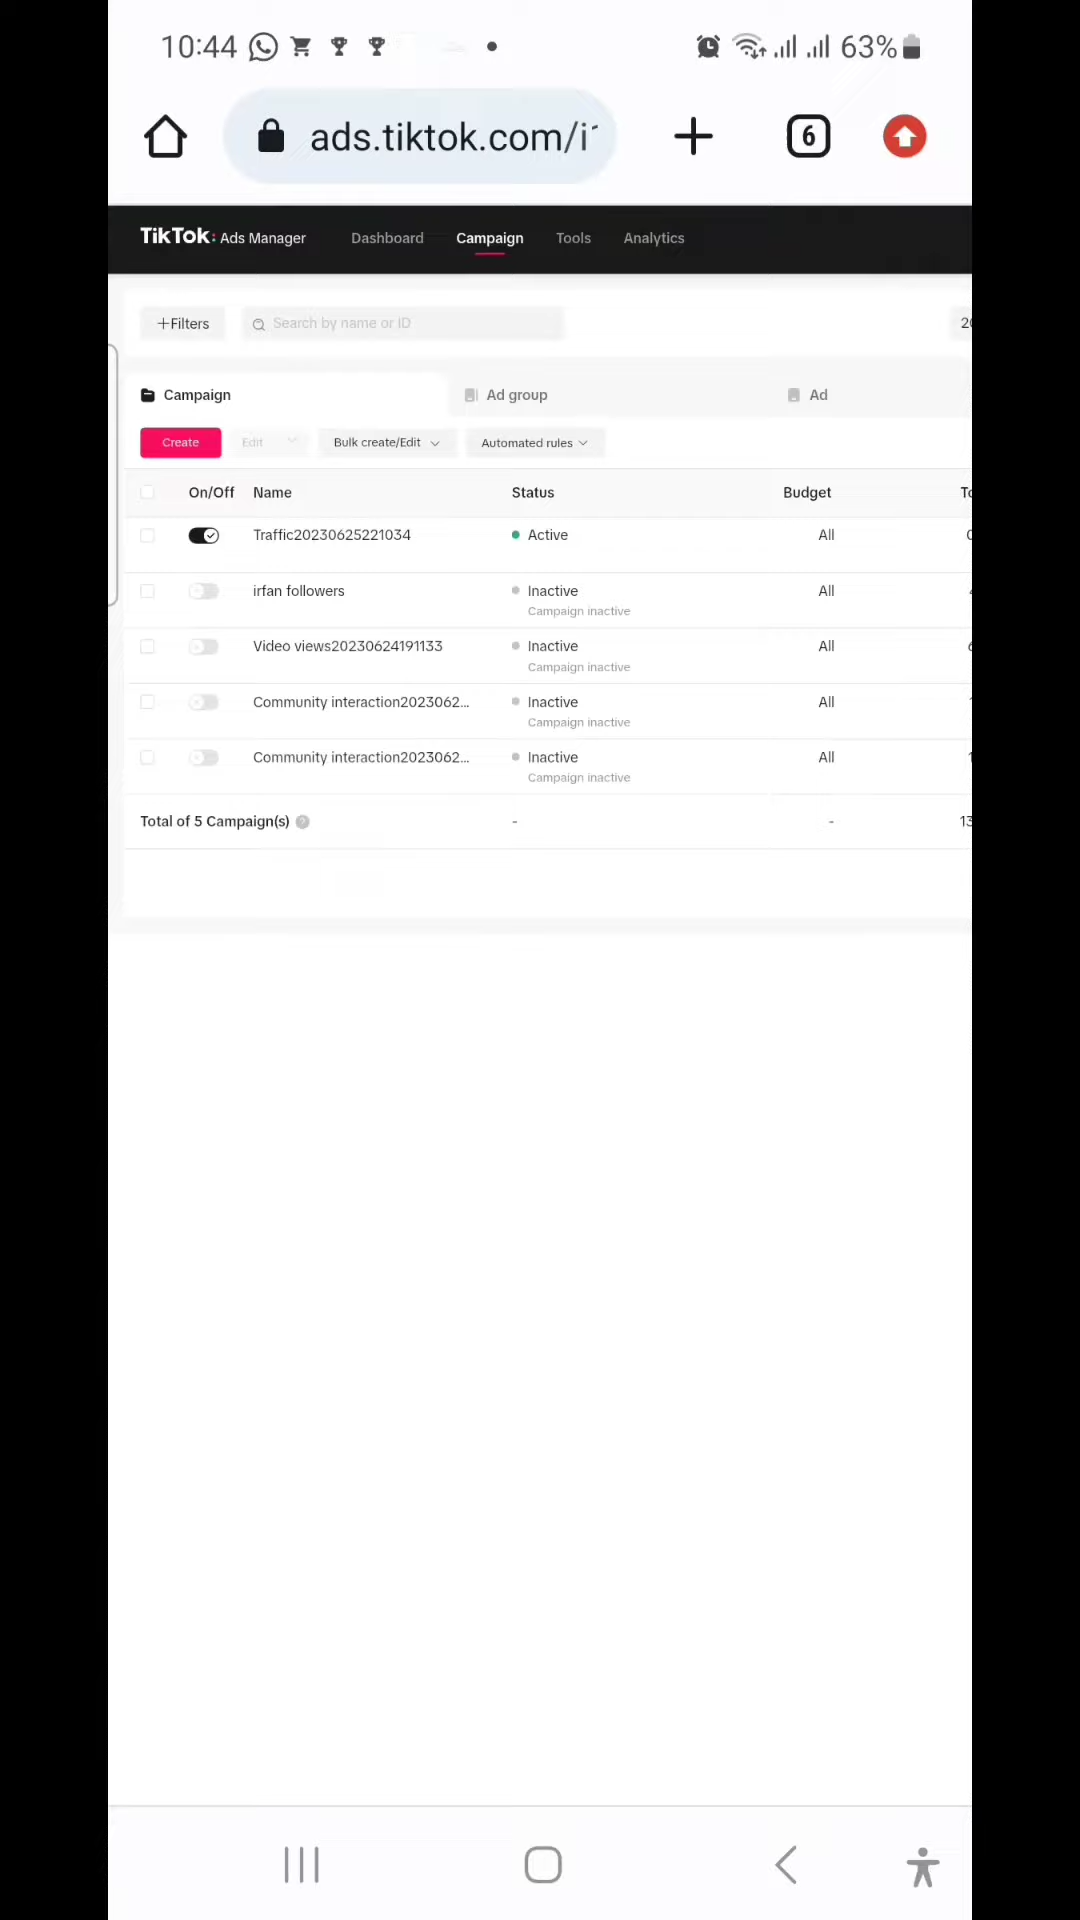 10:44 63%
ads.tiktok.com/i 6
TikTok: Ads Manager Dashboard Campaign Tools Analytics
+Filters Search by name or ID
Campaign Ad group Ad
Create Edit Bulk create/Edit Automated rules
On/Off Name Status Budget
Traffic20230625221034 Active All
irfan followers Inactive All
Campaign inactive
Video views20230624191133 Inactive All
Campaign inactive
Community interaction2023062... Inactive All
Campaign inactive
Community interaction2023062... Inactive All
Campaign inactive
Total of 5 Campaign(s) ? - - 13